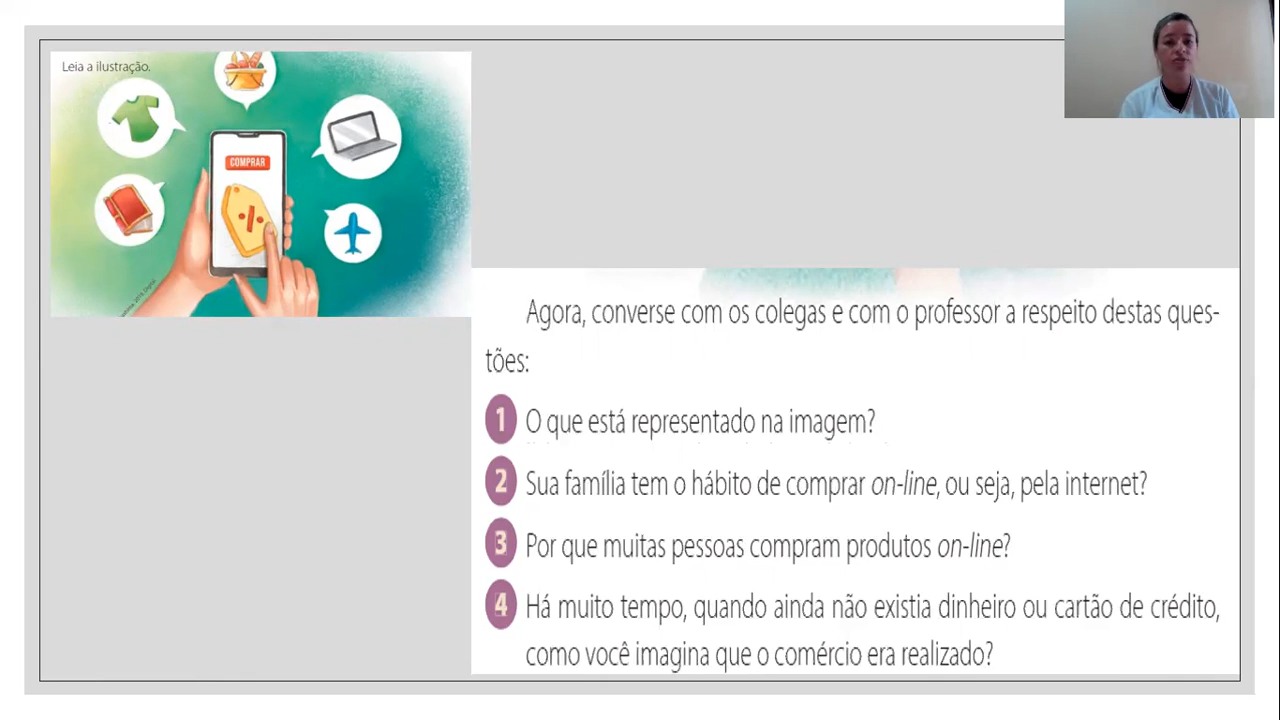 Leia a ilustração.
COMPRAR
Agora, converse com os colegas e com o professor a respeito destas ques-
tões:
1 O que está representado na imagem?
2 Sua família tem o hábito de comprar on-line, ou seja, pela internet?
3 Por que muitas pessoas compram produtos on-line?
4 Há muito tempo, quando ainda não existia dinheiro ou cartão de crédito,
como você imagina que o comércio era realizado?